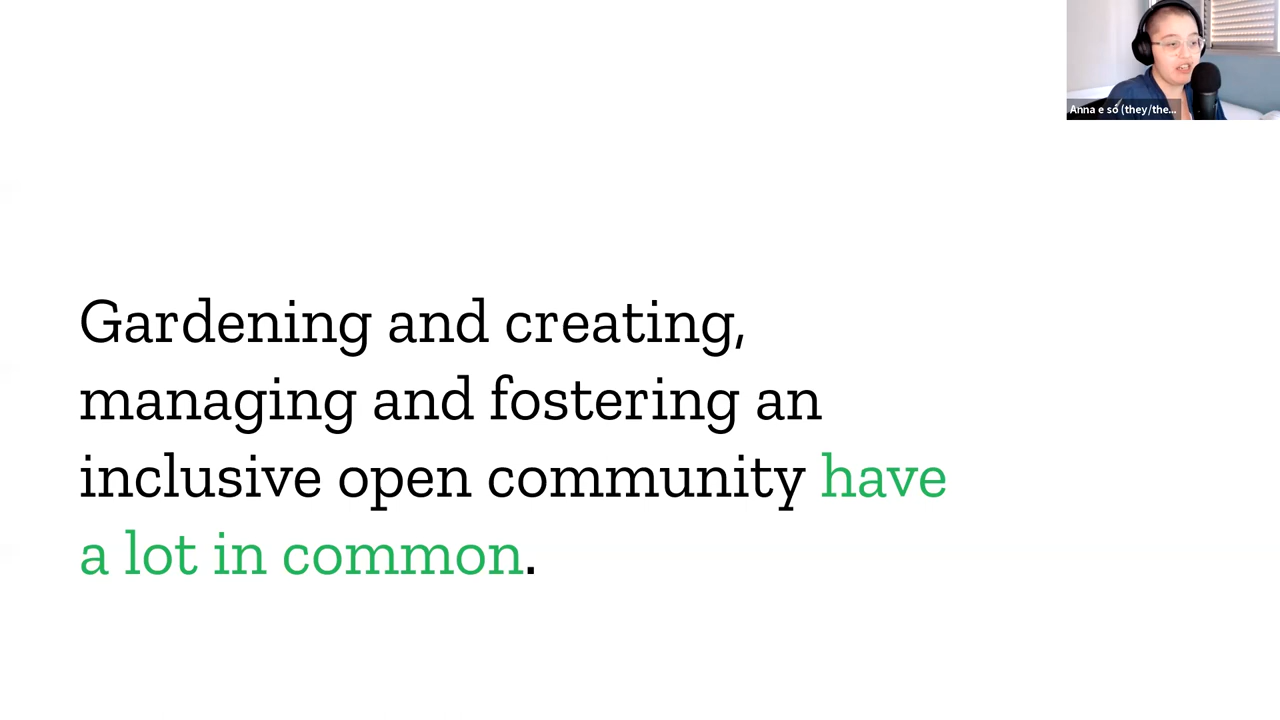 Anna e só (they/the...
Gardening and creating,
managing and fostering an
inclusive open community have
a lot in common.